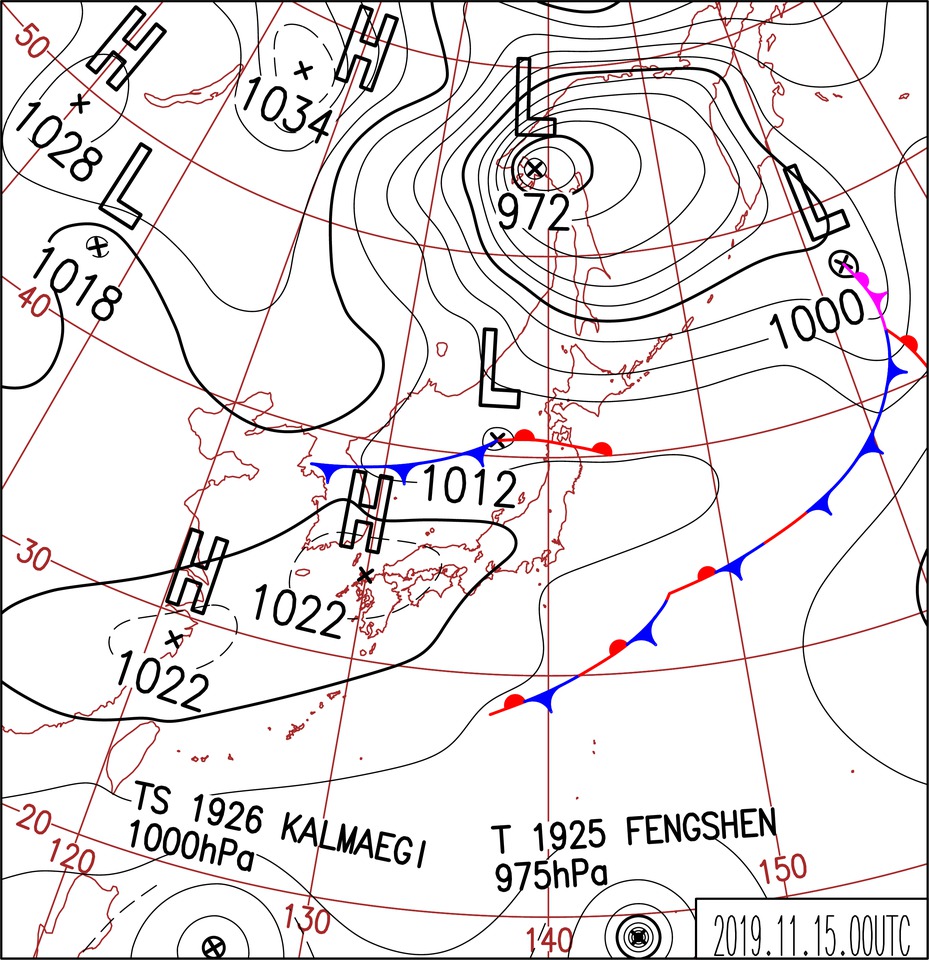 50
H
H
1034
1028
L
L
972
L
1018
40
1000
L
1012
H
30
H
1022
1022
TS 1926 KALMAEGI
1000hPa
T 1925 FENGSHEN
975hPa
20
120
150
130
140
2019.11.15.00UTC